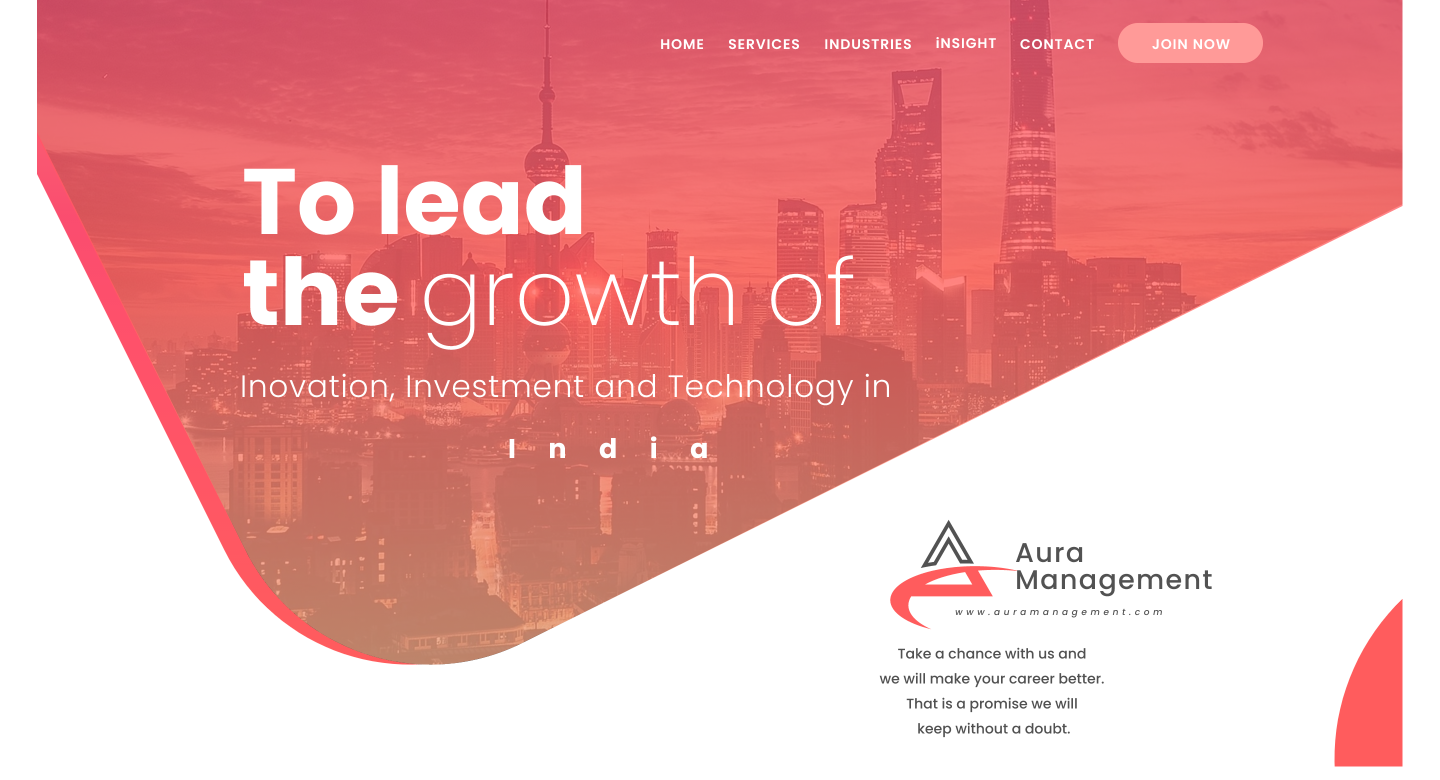 HOME SERVICES INDUSTRIES iNSIGHT CONTACT JOIN NOW
To lead
the growth of
Inovation, Investment and Technology in
India
Aura
Management
www.auramanagement.com
Take a chance with us and
we will make your career better.
That is a promise we will
keep without a doubt.